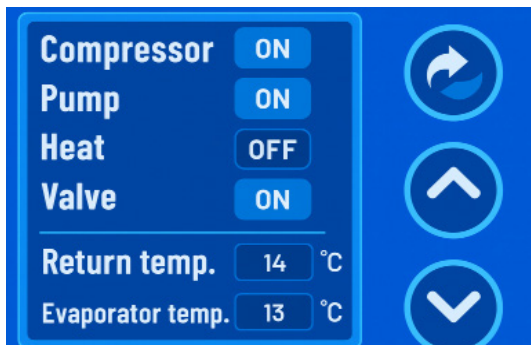 Compressor ON
Pump ON
Heat OFF
Valve ON
Return temp. 14 °C
Evaporator temp. 13 °C